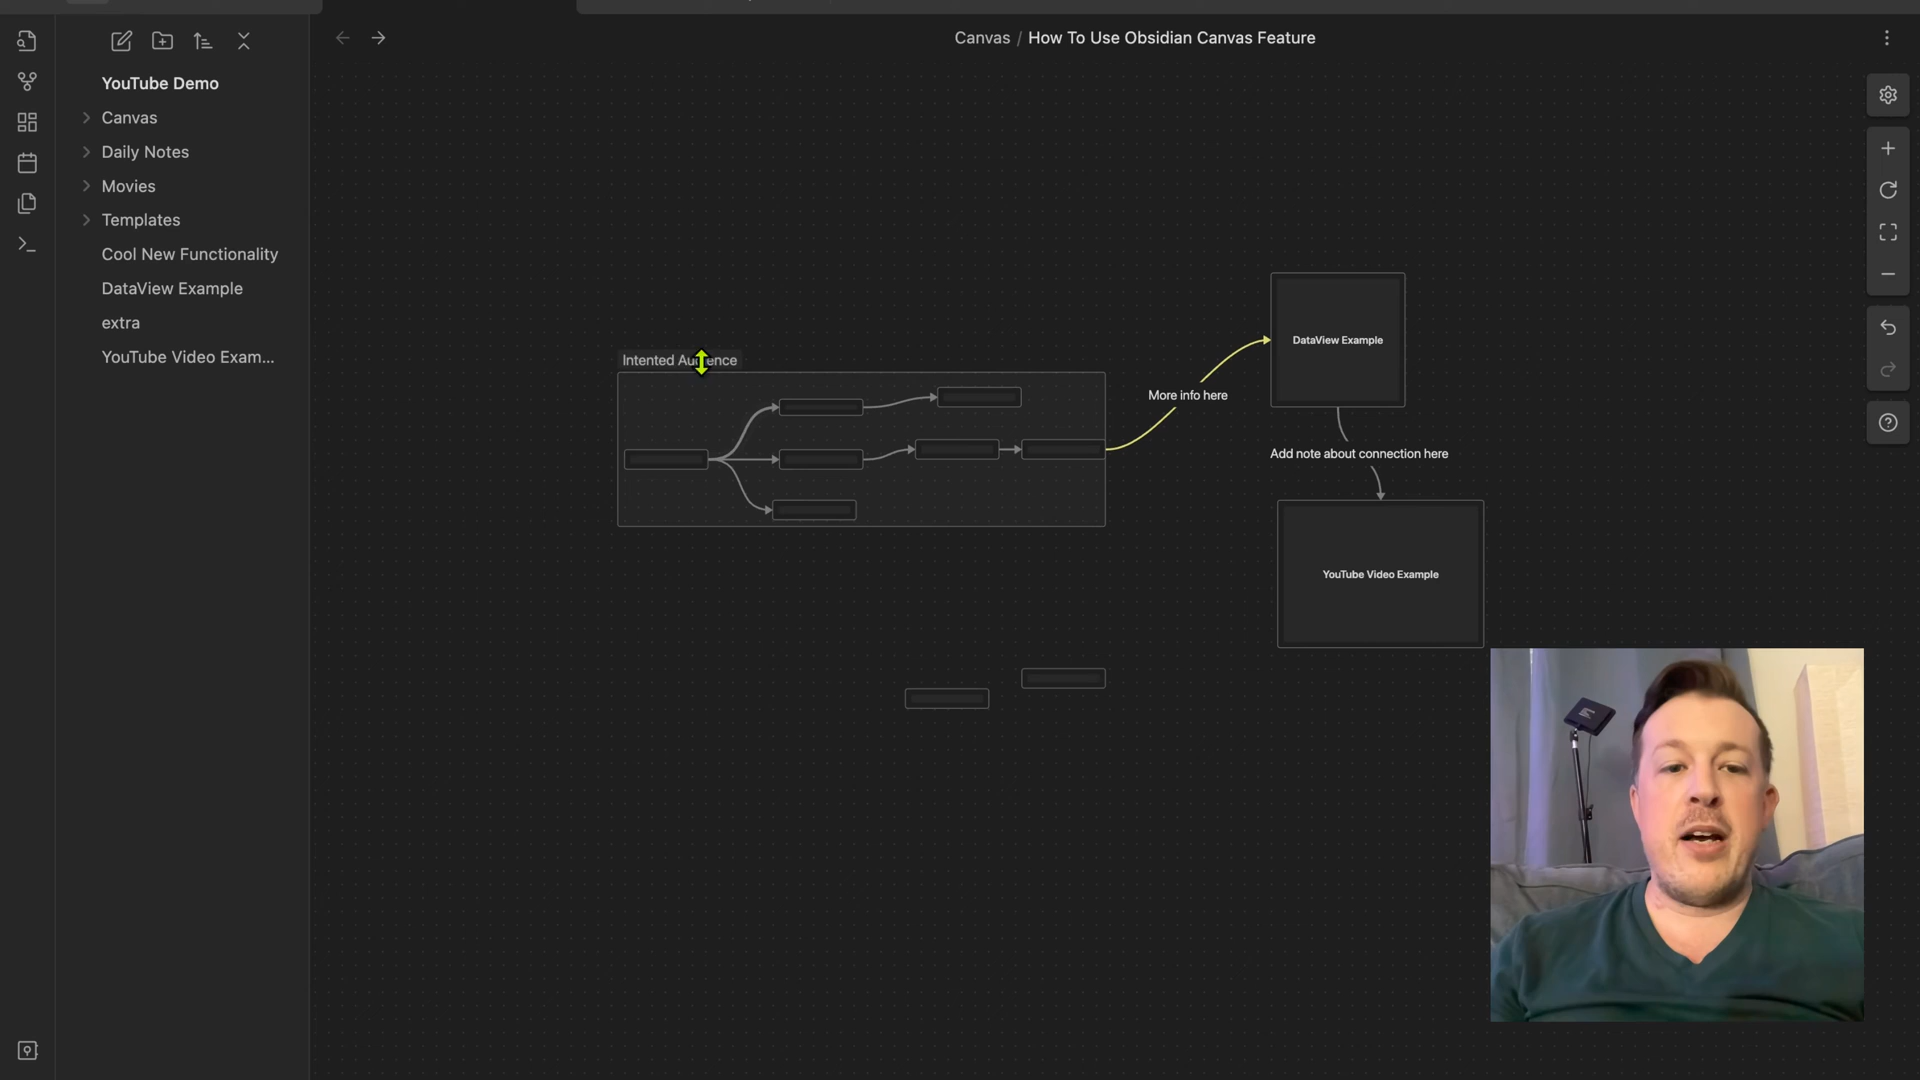 Canvas / How To Use Obsidian Canvas Feature
YouTube Demo
Canvas
Daily Notes
Movies
Templates
Cool New Functionality
DataView Example
extra
YouTube Video Exam...
Intented Audience
More info here
DataView Example
Add note about connection here
YouTube Video Example